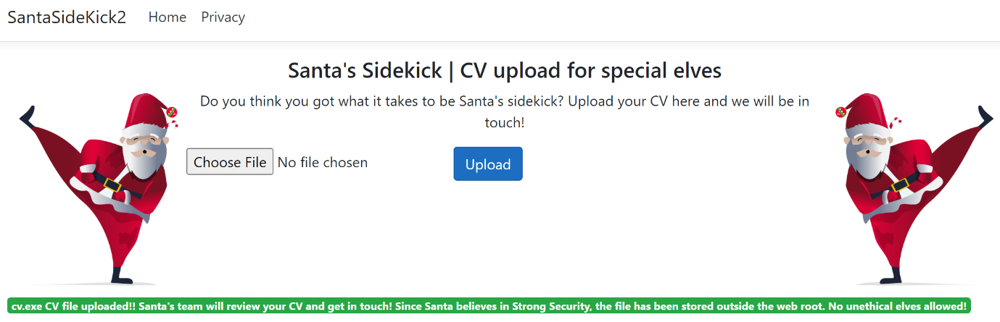 SantaSideKick2 Home Privacy
Santa's Sidekick | CV upload for special elves
Do you think you got what it takes to be Santa's sidekick? Upload your CV here and we will be in
touch!
Choose File No file chosen Upload
cv.exe CV file uploaded!! Santa's team will review your CV and get in touch! Since Santa believes in Strong Security, the file has been stored outside the web root. No unethical elves allowed!